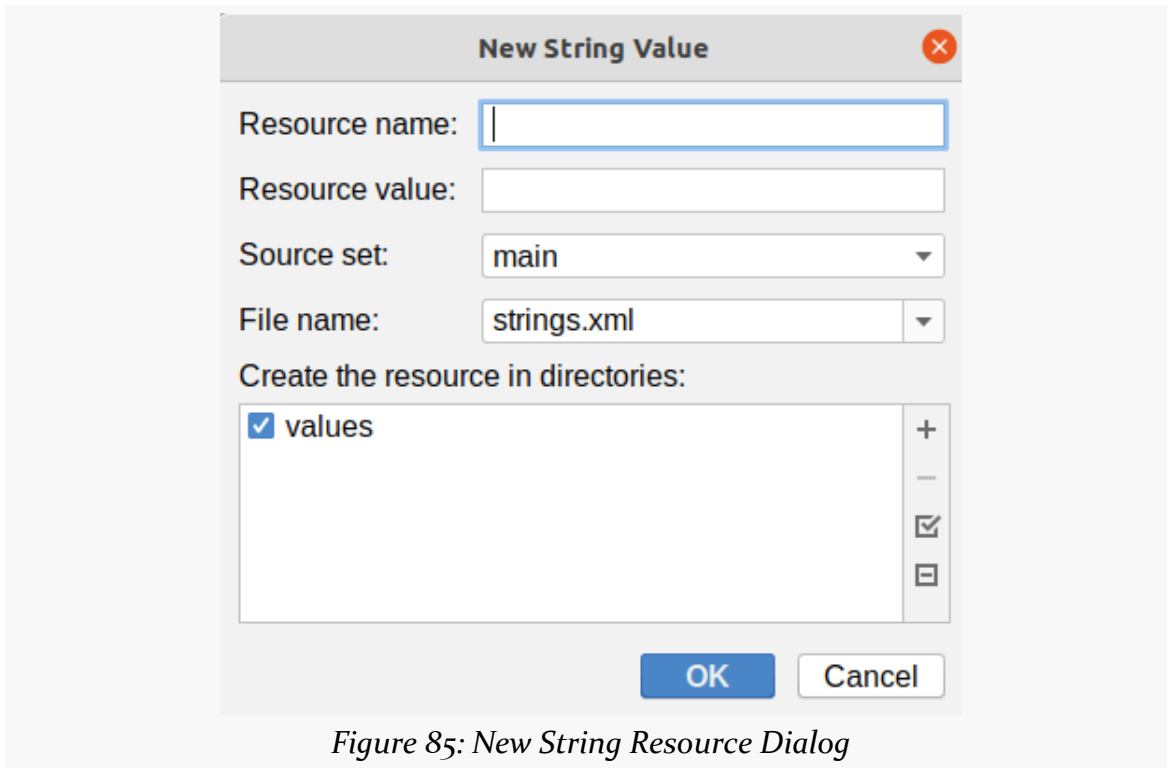 New String Value
Resource name:
Resource value:
Source set: main
File name: strings.xml
Create the resource in directories:
values
OK Cancel
Figure 85: New String Resource Dialog